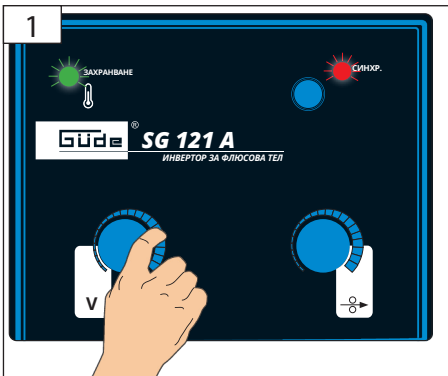 1
ЗАХРАНВАНЕ
СИНХР.
Güde ® SG 121 A
ИНВЕРТОР ЗА ФЛЮСОВА ТЕЛ
V